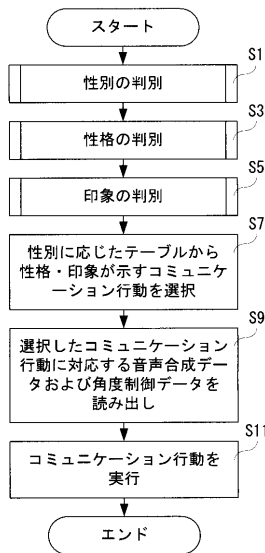 スタート
S1
性別の判別
S3
性格の判別
S5
印象の判別
S7
性別に応じたテーブルから
性格・印象が示すコミュニケ
ーション行動を選択
S9
選択したコミュニケーション
行動に対応する音声合成デー
タおよび角度制御データを
読み出し
S11
コミュニケーション行動を
実行
エンド